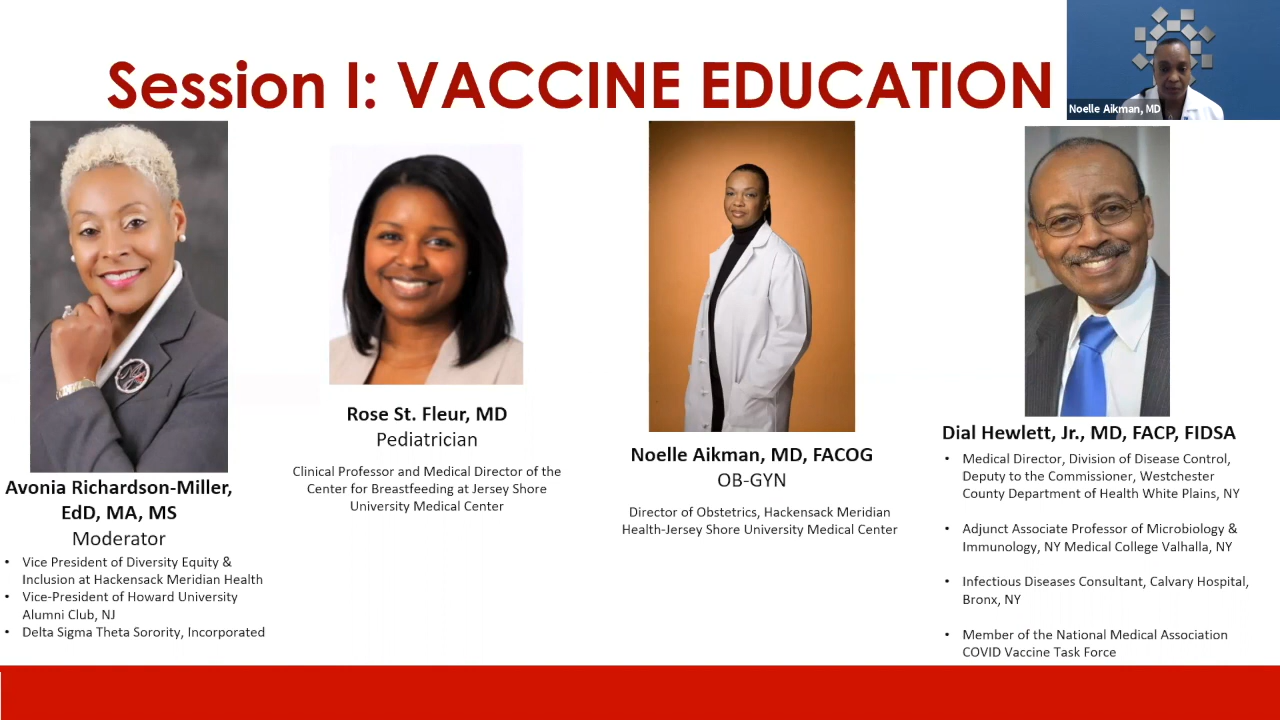 Session I: VACCINE EDUCATION
Noelle Aikman, MD
Avonia Richardson-Miller,
EdD, MA, MS
Moderator
• Vice President of Diversity Equity &
Inclusion at Hackensack Meridian Health
• Vice-President of Howard University
Alumni Club, NJ
• Delta Sigma Theta Sorority, Incorporated
Rose St. Fleur, MD
Pediatrician
Clinical Professor and Medical Director of the
Center for Breastfeeding at Jersey Shore
University Medical Center
Noelle Aikman, MD, FACOG
OB-GYN
Director of Obstetrics, Hackensack Meridian
Health-Jersey Shore University Medical Center
Dial Hewlett, Jr., MD, FACP, FIDSA
• Medical Director, Division of Disease Control,
Deputy to the Commissioner, Westchester
County Department of Health White Plains, NY
• Adjunct Associate Professor of Microbiology &
Immunology, NY Medical College Valhalla, NY
• Infectious Diseases Consultant, Calvary Hospital,
Bronx, NY
• Member of the National Medical Association
COVID Vaccine Task Force